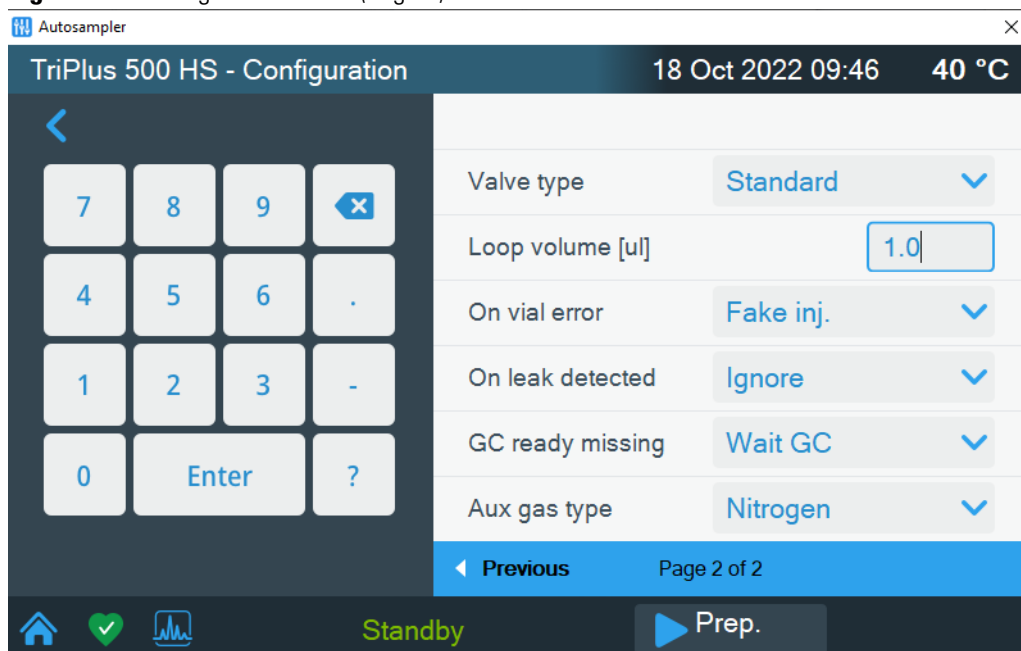 Autosampler
TriPlus 500 HS - Configuration 18 Oct 2022 09:46 40 °C
7 8 9
4 5 6 .
1 2 3 -
0 Enter ?
Valve type Standard
Loop volume [ul] 1.0
On vial error Fake inj.
On leak detected Ignore
GC ready missing Wait GC
Aux gas type Nitrogen
Previous Page 2 of 2
Standby Prep.